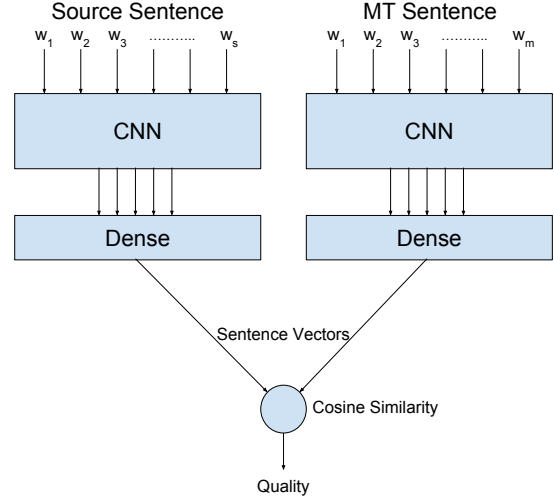 Source Sentence
MT Sentence
w1 w2 w3 .......... ws
w1 w2 w3 .......... wm
CNN
CNN
Dense
Dense
Sentence Vectors
Cosine Similarity
Quality